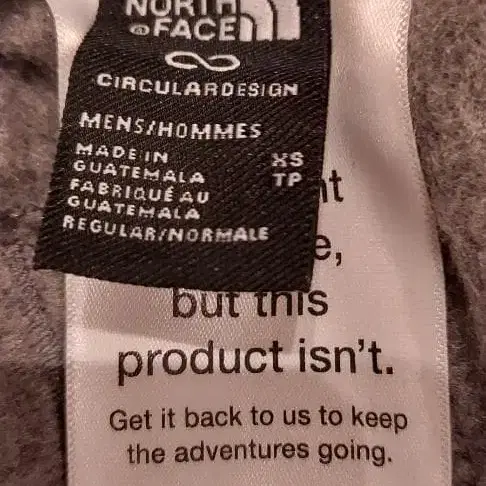 NORTH
FACE
CIRCULARDESIGN
MENS/HOMMES
MADE IN
GUATEMALA
FABRIQUÉ AU
GUATEMALA
REGULAR/NORMALE
XS
TP
but this
product isn't.
Get it back to us to keep
the adventures going.